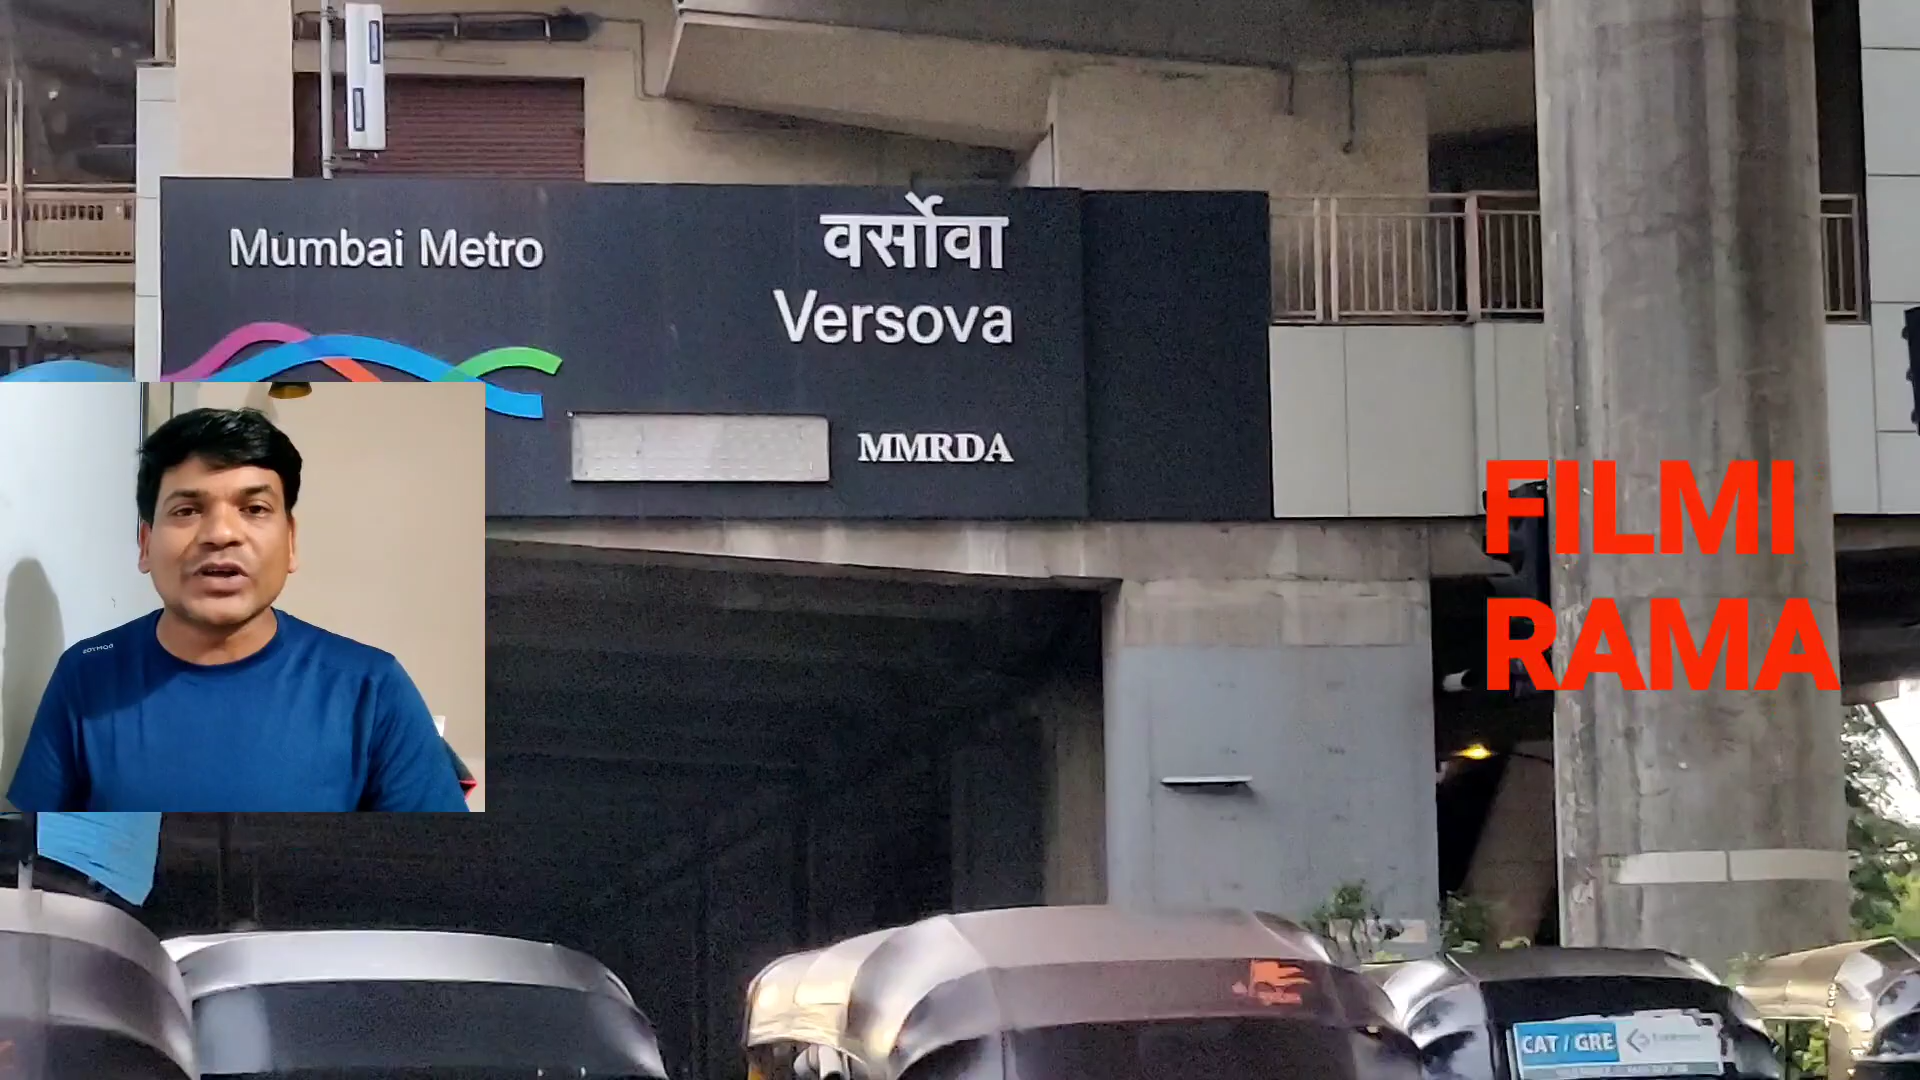 Mumbai Metro
वर्सोवा
Versova
MMRDA
FILMI
RAMA
CAT / GRE